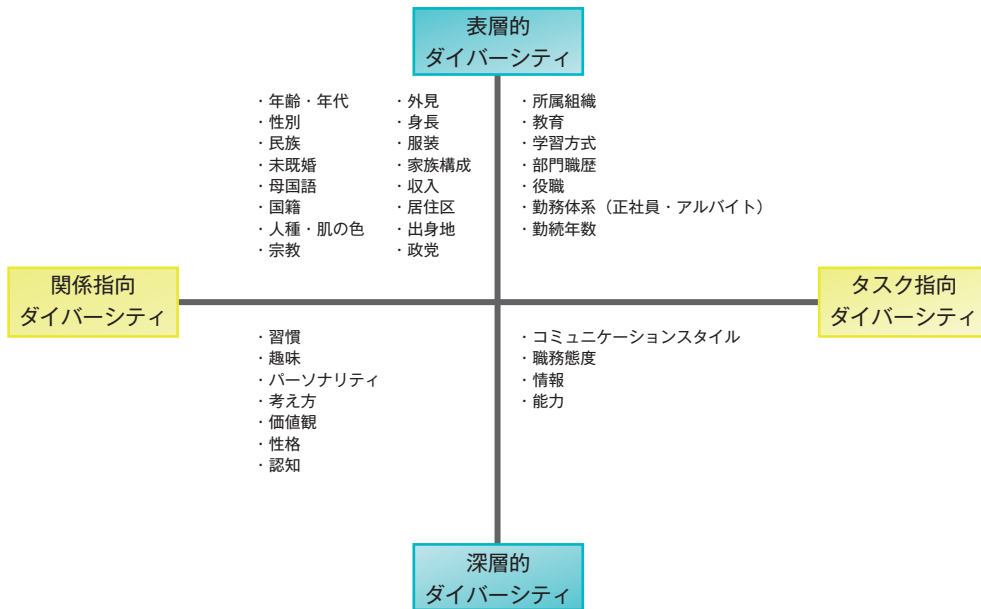 表層的
ダイバーシティ
・年齢・年代
・性別
・民族
・未既婚
・母国語
・国籍
・人種・肌の色
・宗教
・外見
・身長
・服装
・家族構成
・収入
・居住区
・出身地
・政党
・所属組織
・教育
・学習方式
・部門職歴
・役職
・勤務体系（正社員・アルバイト）
・勤続年数
関係指向
ダイバーシティ
タスク指向
ダイバーシティ
・習慣
・趣味
・パーソナリティ
・考え方
・価値観
・性格
・認知
・コミュニケーションスタイル
・職務態度
・情報
・能力
深層的
ダイバーシティ